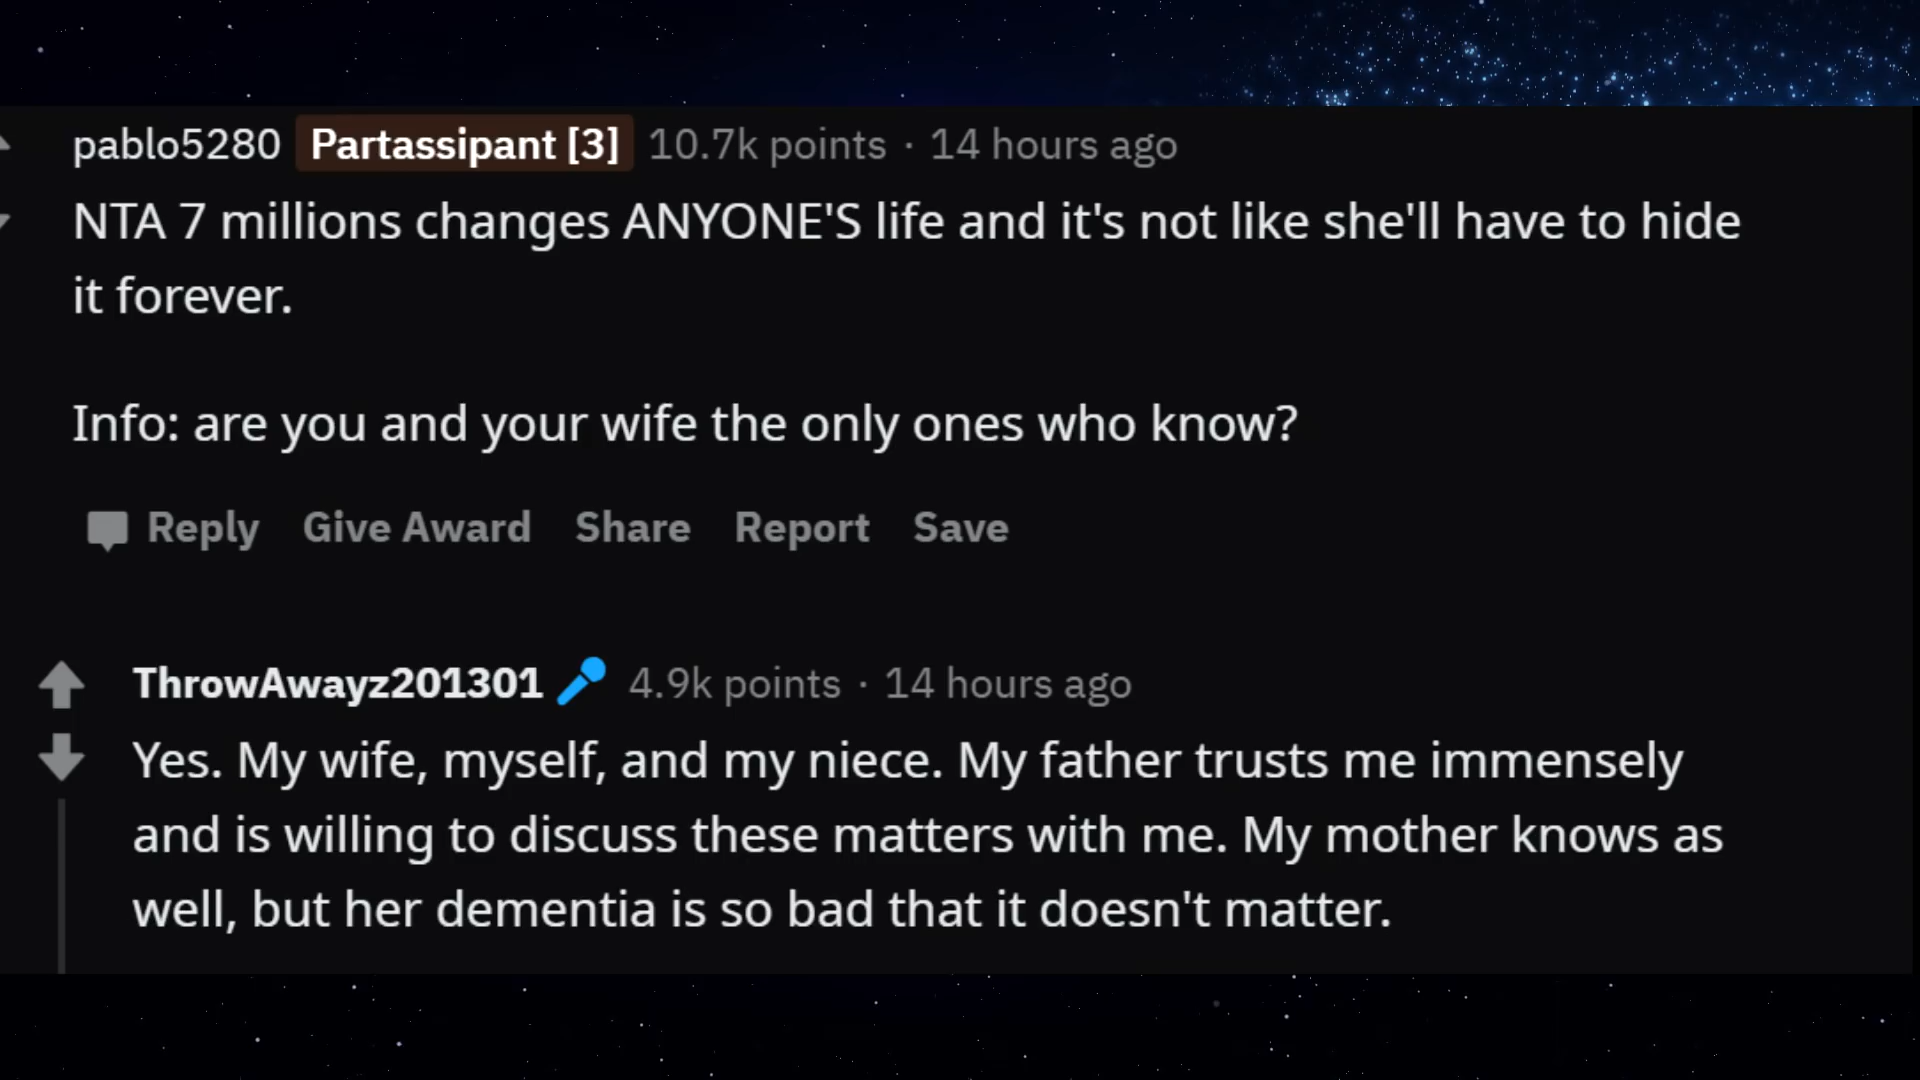 pablo5280 Partassipant [3] 10.7k points · 14 hours ago
NTA 7 millions changes ANYONE'S life and it's not like she'll have to hide
it forever.
Info: are you and your wife the only ones who know?
Reply Give Award Share Report Save
ThrowAwayz201301 4.9k points · 14 hours ago
Yes. My wife, myself, and my niece. My father trusts me immensely
and is willing to discuss these matters with me. My mother knows as
well, but her dementia is so bad that it doesn't matter.